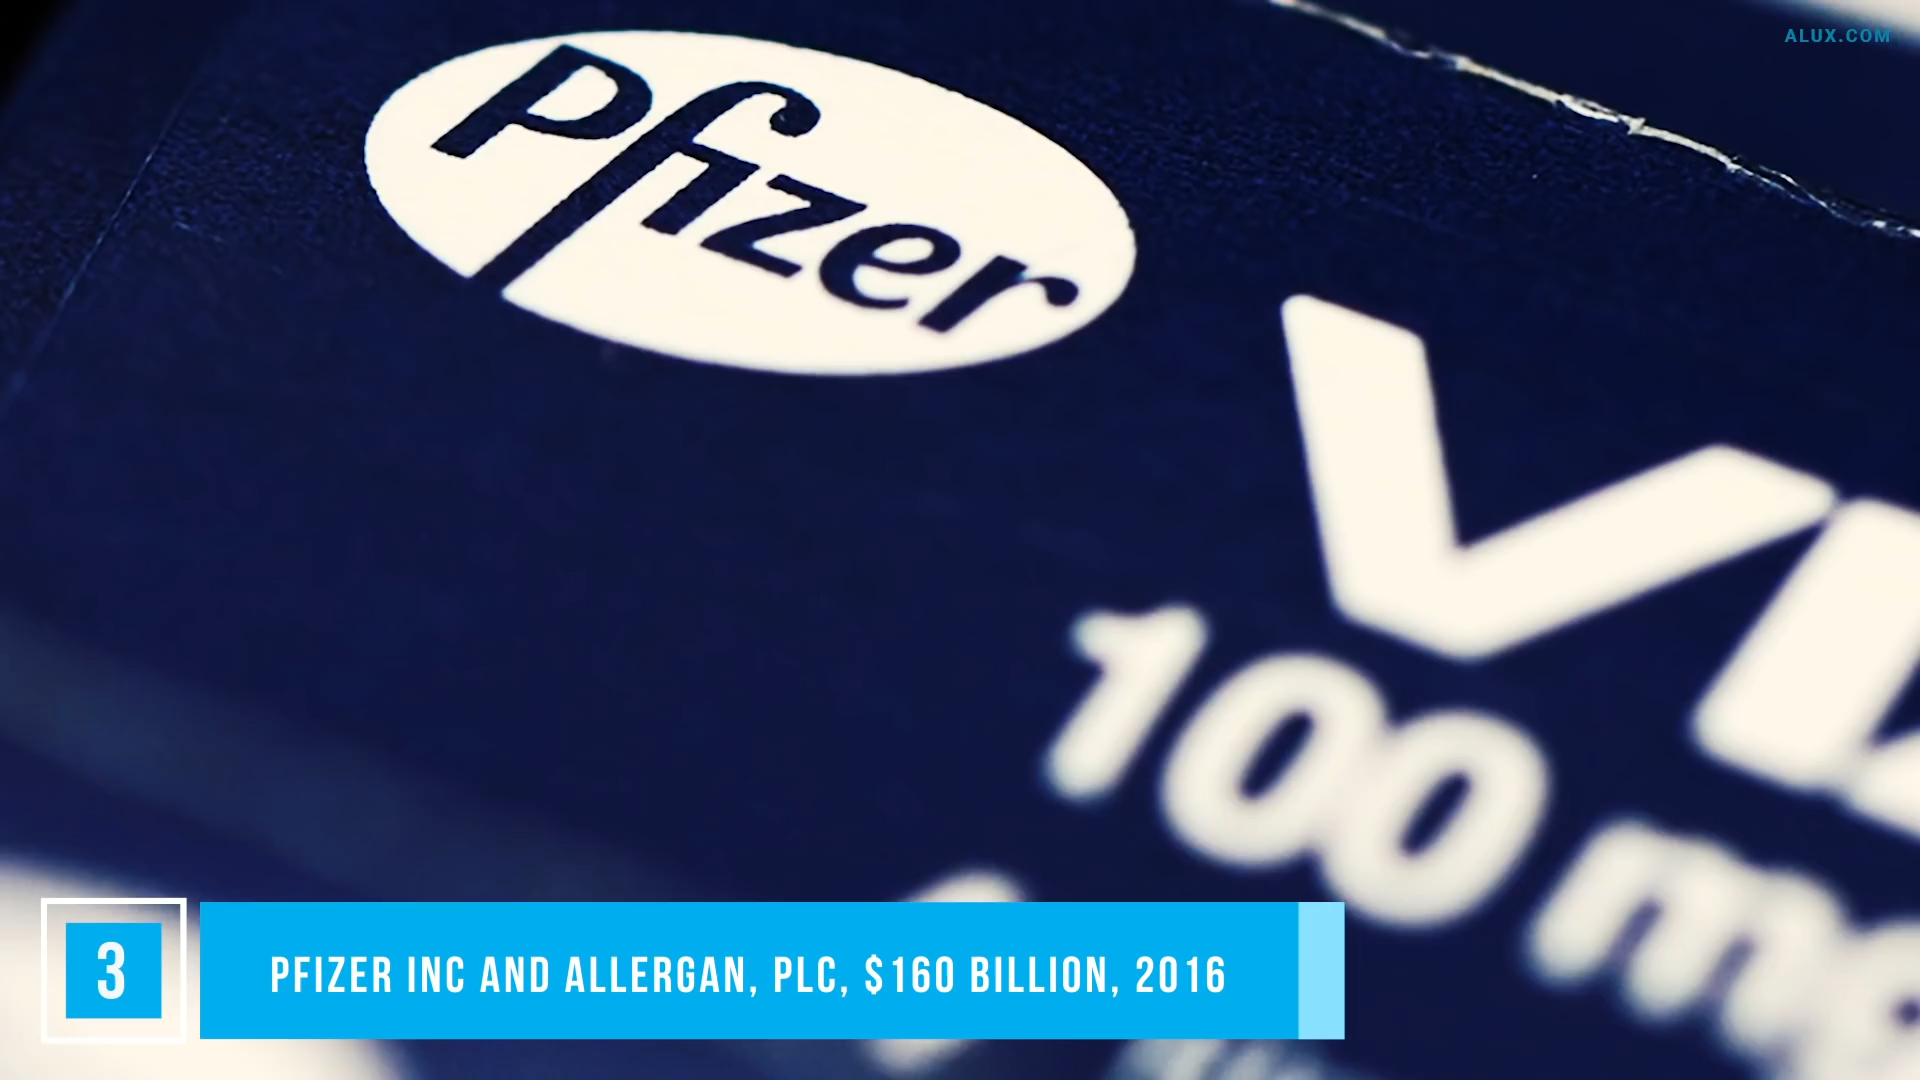 ALUX.COM
Pfizer
100 mg
3
PFIZER INC AND ALLERGAN, PLC, $160 BILLION, 2016